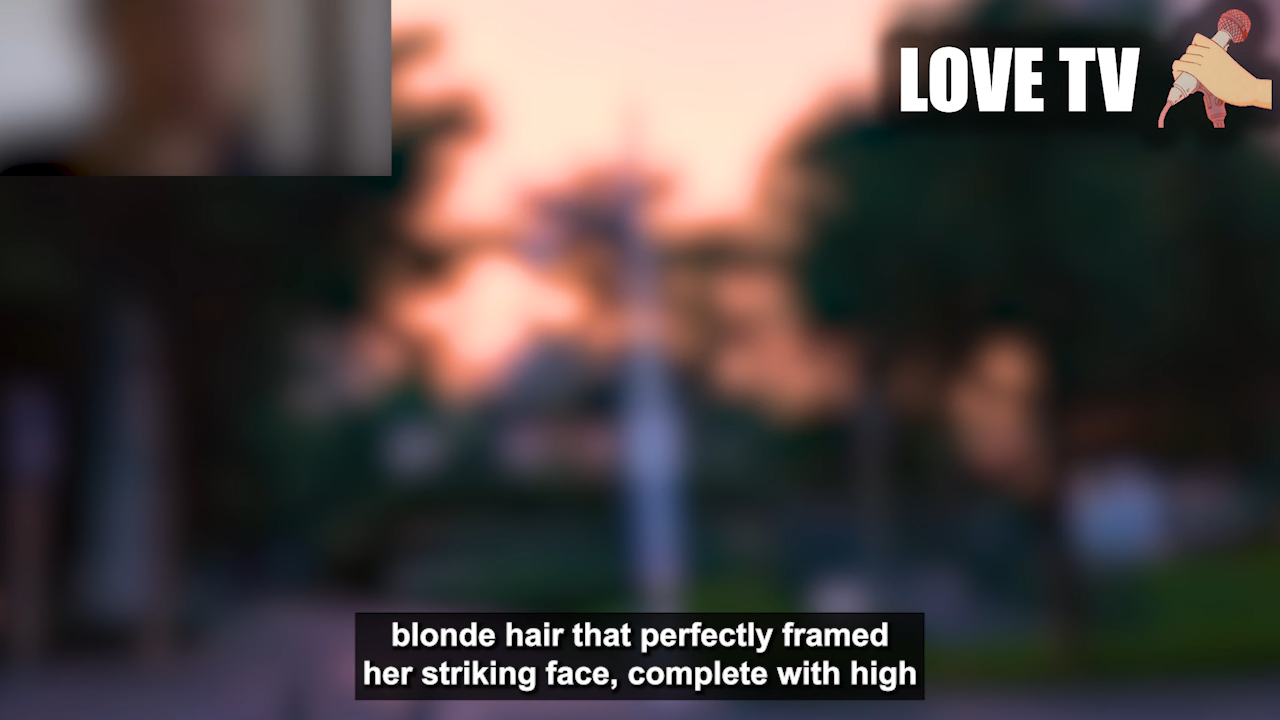 LOVE TV
blonde hair that perfectly framed
her striking face, complete with high